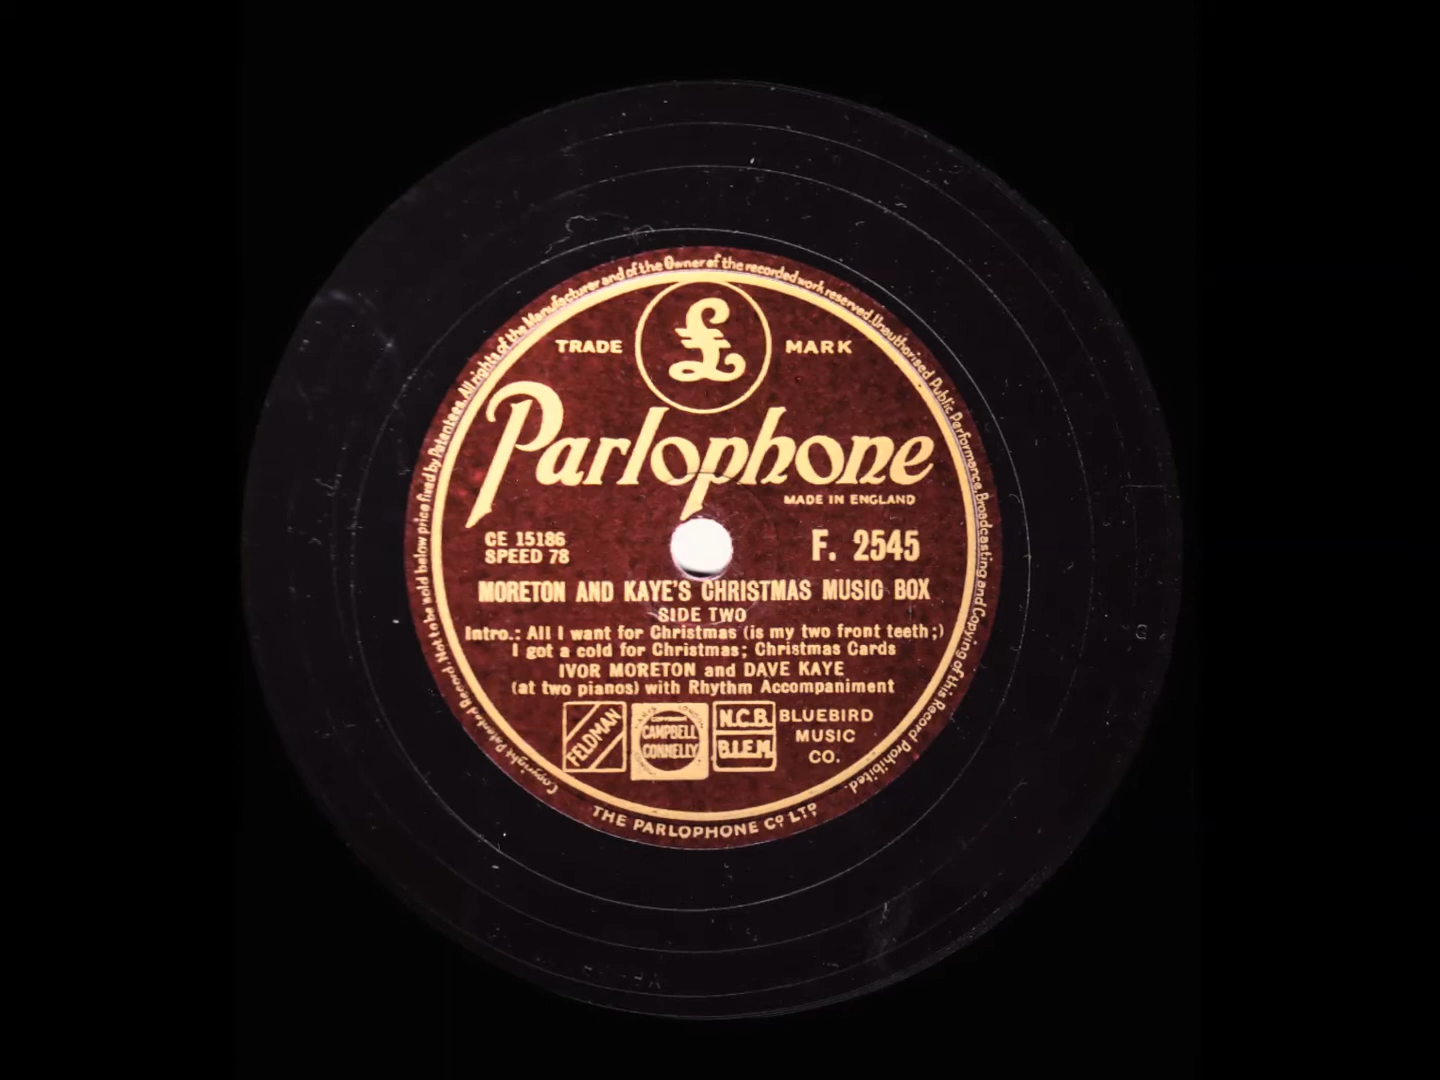 Copyright Patented Record. Not to be sold below price fixed by Patentees. All rights of the Manufacturer and of the Owner of the recorded work reserved. Unauthorised Public Performance, Broadcasting and Copying of this Record Prohibited.
TRADE £ MARK
Parlophone
MADE IN ENGLAND
CE 15186
SPEED 78
F. 2545
MORETON AND KAYE'S CHRISTMAS MUSIC BOX
SIDE TWO
Intro.: All I want for Christmas (is my two front teeth;)
I got a cold for Christmas; Christmas Cards
IVOR MORETON and DAVE KAYE
(at two pianos) with Rhythm Accompaniment
FELDMAN
CAMPBELL
CONNELLY
N.C.B.
B.I.E.M.
BLUEBIRD
MUSIC
CO.
THE PARLOPHONE Co LTD